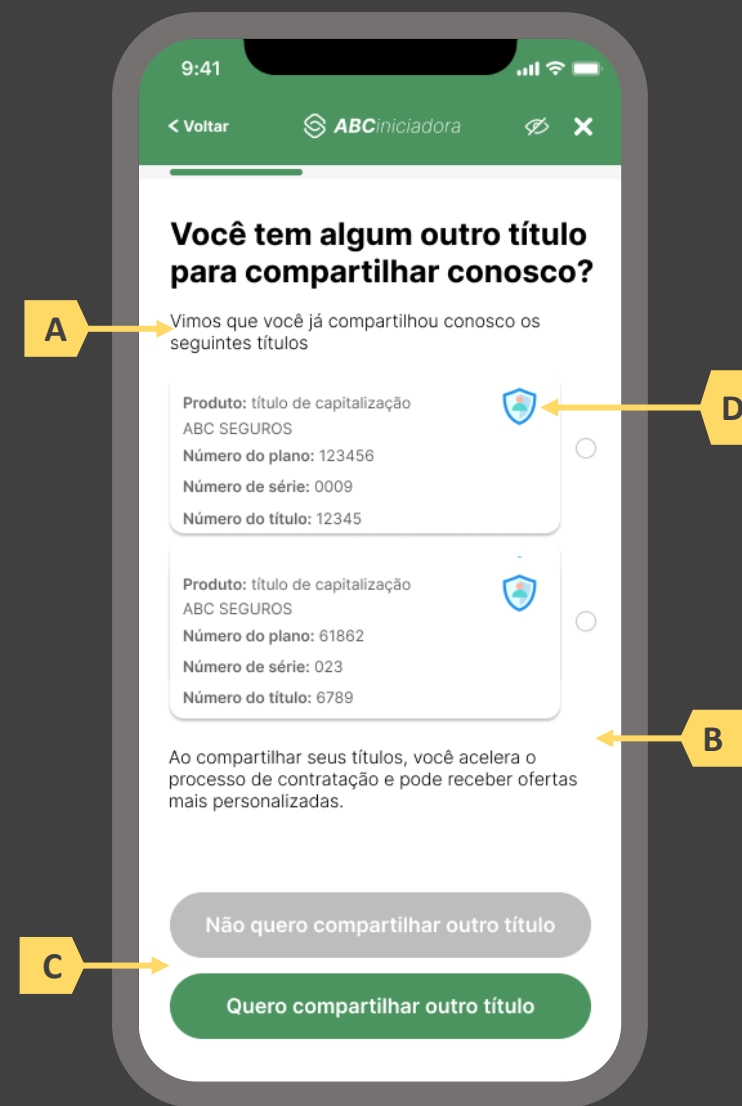 9:41
< Voltar
ABCiniciadora
Você tem algum outro título
para compartilhar conosco?
A
Vimos que você já compartilhou conosco os
seguintes títulos
Produto: título de capitalização
D
ABC SEGUROS
Número do plano: 123456
Número de série: 0009
Número do título: 12345
Produto: título de capitalização
ABC SEGUROS
Número do plano: 61862
Número de série: 023
Número do título: 6789
B
Ao compartilhar seus títulos, você acelera o
processo de contratação e pode receber ofertas
mais personalizadas.
Não quero compartilhar outro título
C
Quero compartilhar outro título